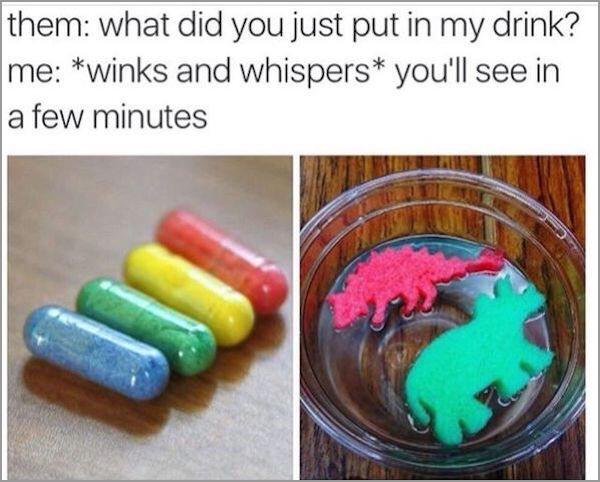 them: what did you just put in my drink?
me: *winks and whispers* you'll see in
a few minutes